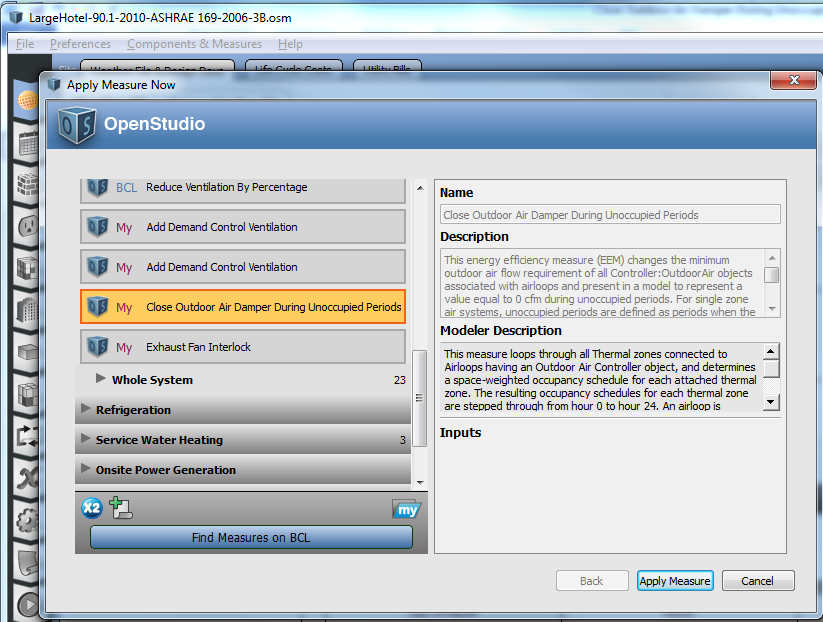 LargeHotel-90.1-2010-ASHRAE 169-2006-3B.osm
File Preferences Components & Measures Help
Site Weather File & Design Days Life Cycle Costs Utility Bills
Apply Measure Now
OS OpenStudio
BCL Reduce Ventilation By Percentage
My Add Demand Control Ventilation
My Add Demand Control Ventilation
My Close Outdoor Air Damper During Unoccupied Periods
My Exhaust Fan Interlock
Whole System 23
Refrigeration
Service Water Heating 3
Onsite Power Generation
X2 my
Find Measures on BCL
Name
Close Outdoor Air Damper During Unoccupied Periods
Description
This energy efficiency measure (EEM) changes the minimum
outdoor air flow requirement of all Controller:OutdoorAir objects
associated with airloops and present in a model to represent a
value equal to 0 cfm during unoccupied periods. For single zone
air systems, unoccupied periods are defined as periods when the
Modeler Description
This measure loops through all Thermal zones connected to
Airloops having an Outdoor Air Controller object, and determines
a space-weighted occupancy schedule for each attached thermal
zone. The resulting occupancy schedules for each thermal zone
are stepped through from hour 0 to hour 24. An airloop is
Inputs
Back Apply Measure Cancel